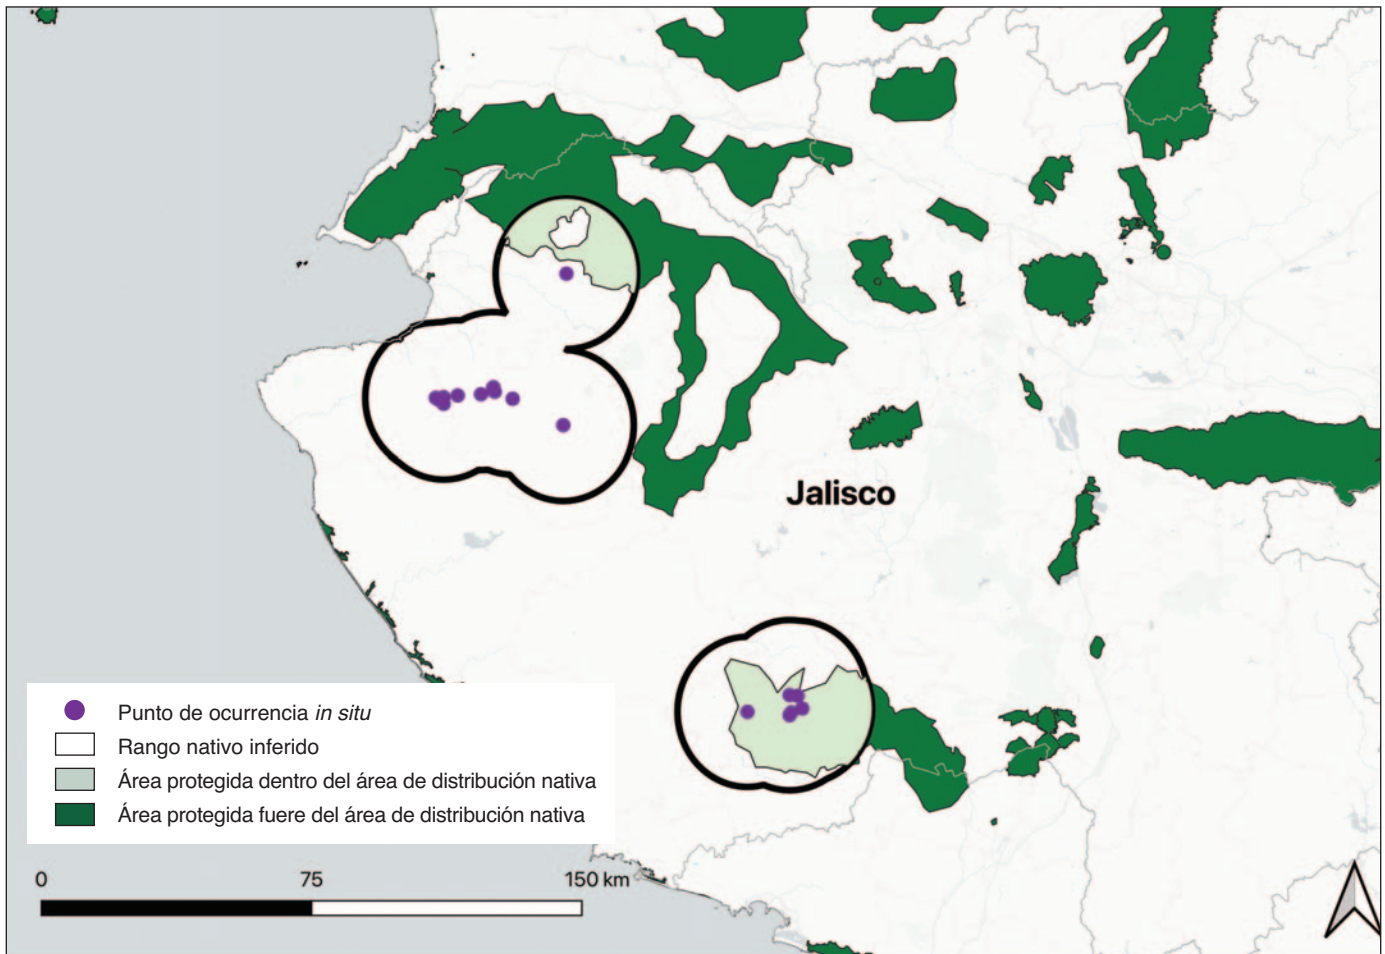 Jalisco
Punto de ocurrencia in situ
Rango nativo inferido
Área protegida dentro del área de distribución nativa
Área protegida fuere del área de distribución nativa
0 75 150 km